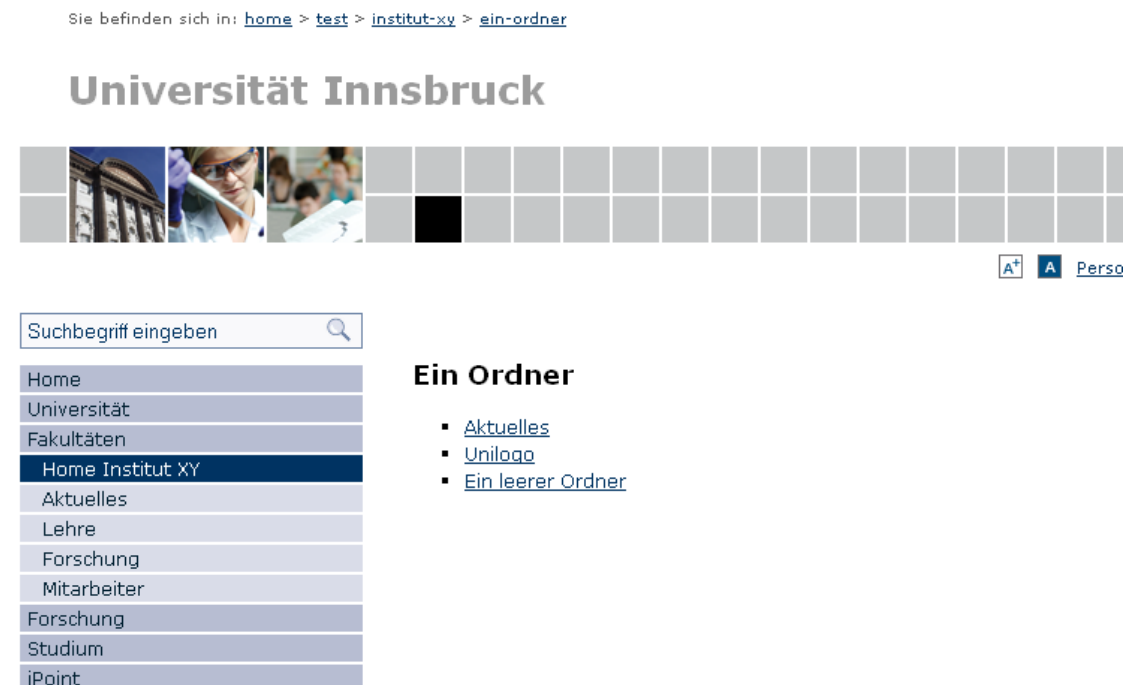 Sie befinden sich in: home > test > institut-xy > ein-ordner
Universität Innsbruck
A+ A Perso
Suchbegriff eingeben
Home
Universität
Fakultäten
Home Institut XY
Aktuelles
Lehre
Forschung
Mitarbeiter
Forschung
Studium
iPoint
Ein Ordner
Aktuelles
Unilogo
Ein leerer Ordner